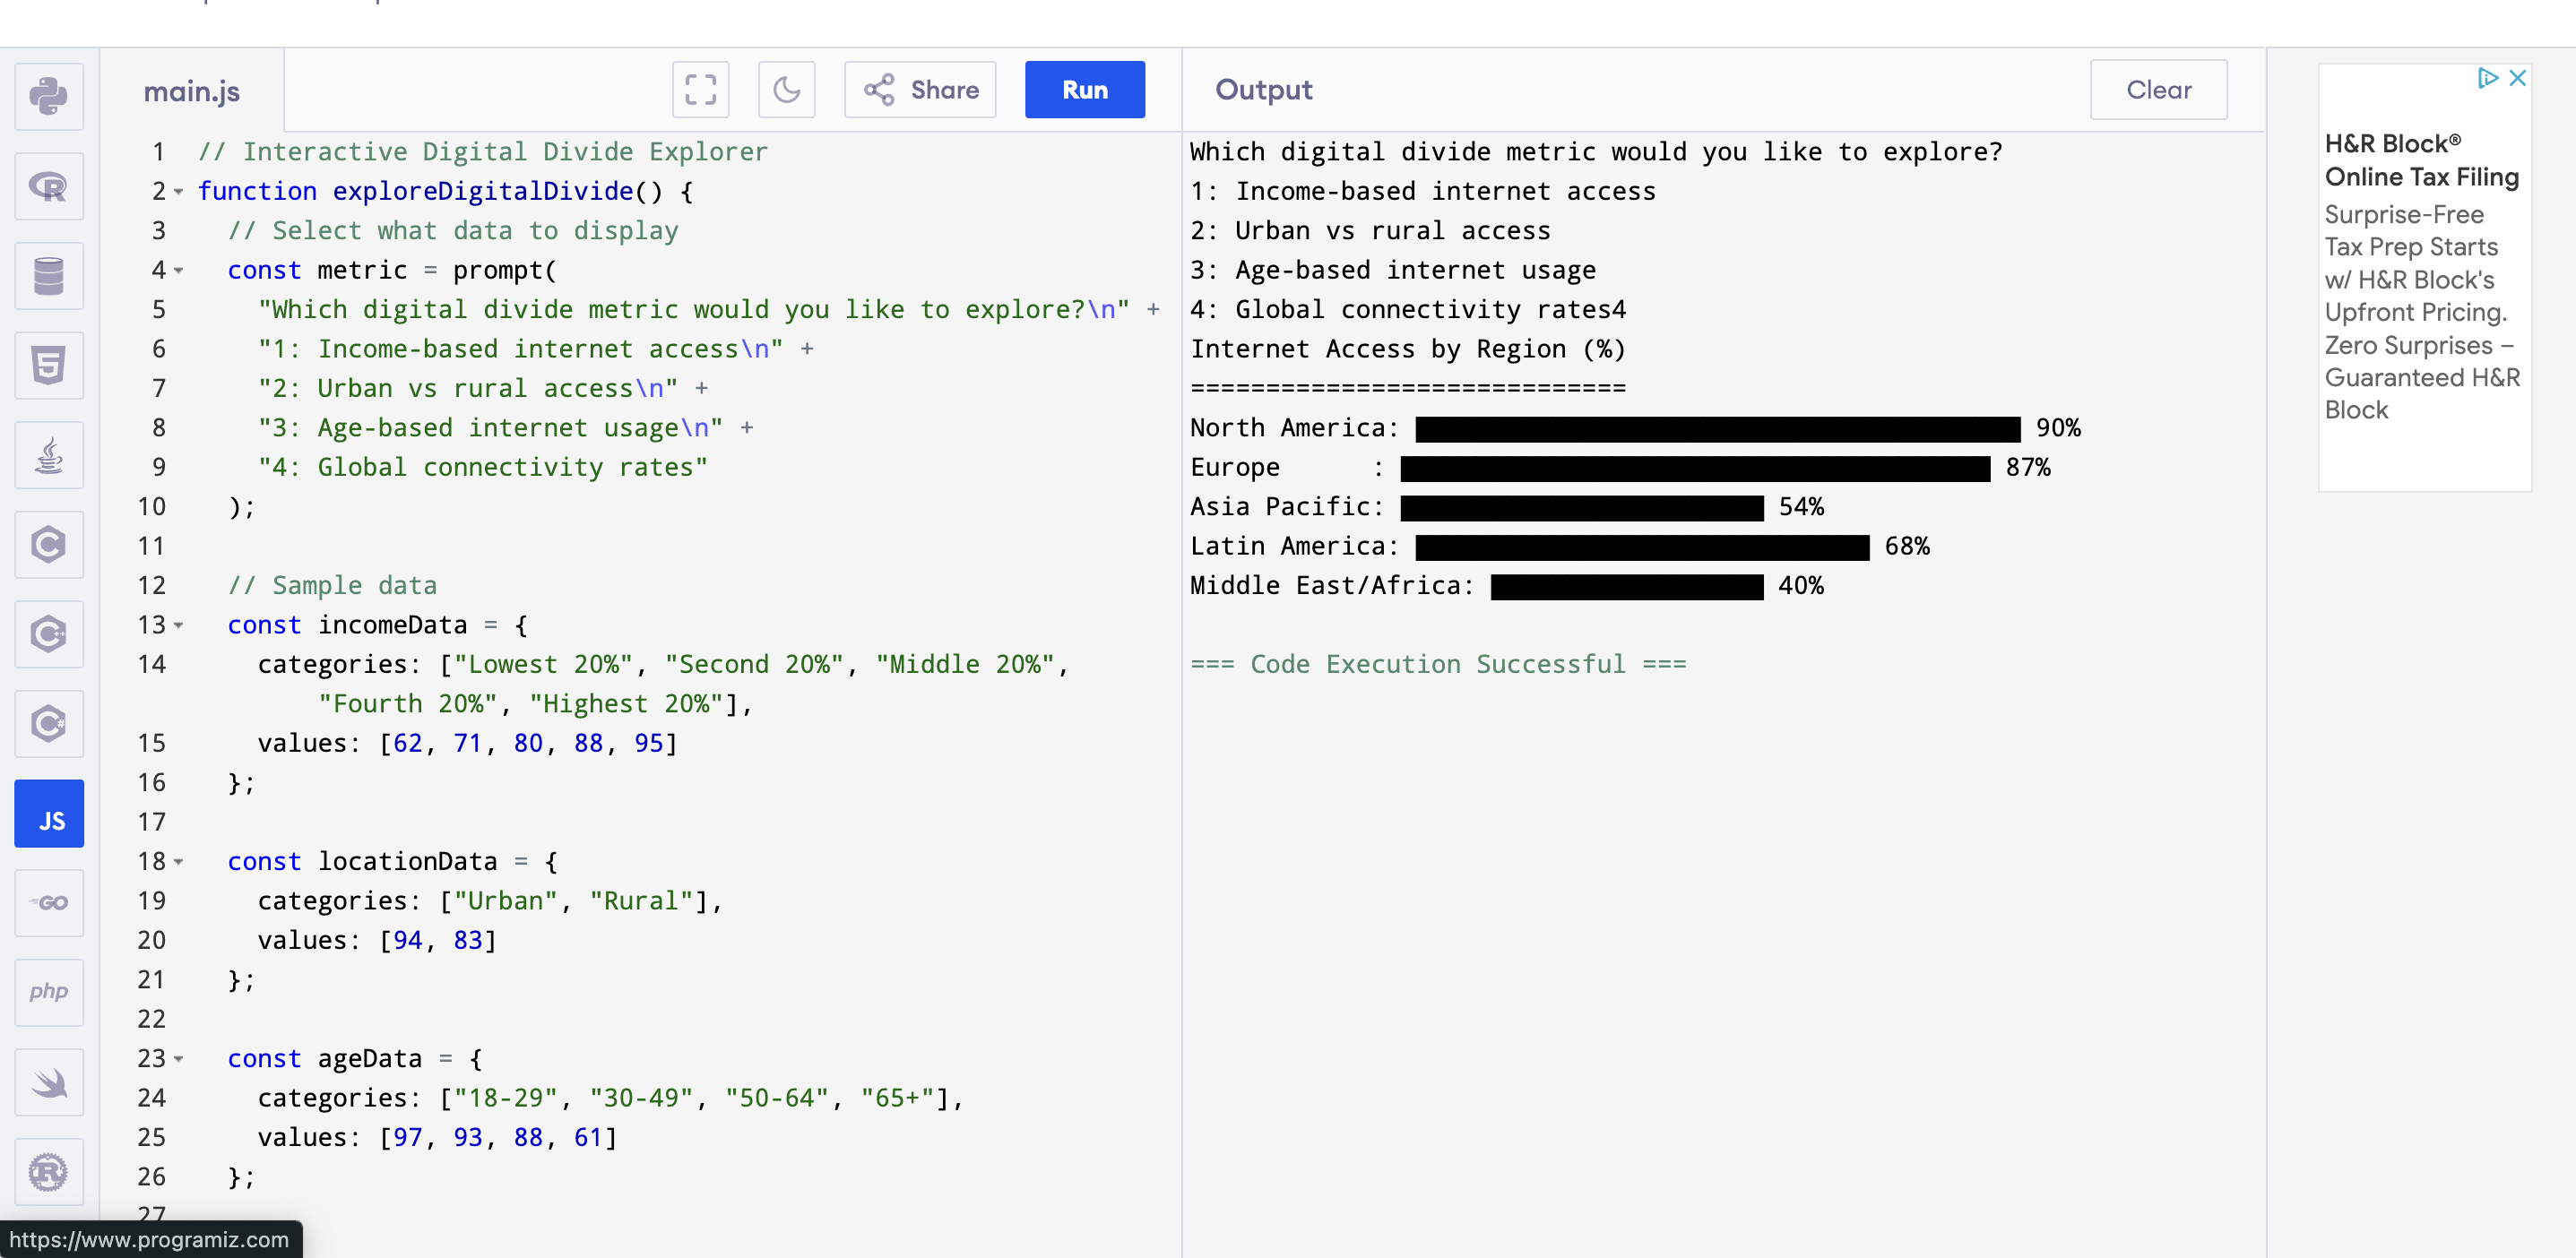 main.js
Share
Run
Output
Clear
1 // Interactive Digital Divide Explorer
2 function exploreDigitalDivide() {
3 // Select what data to display
4 const metric = prompt(
5 "Which digital divide metric would you like to explore?\n" +
6 "1: Income-based internet access\n" +
7 "2: Urban vs rural access\n" +
8 "3: Age-based internet usage\n" +
9 "4: Global connectivity rates"
10 );
11
12 // Sample data
13 const incomeData = {
14 categories: ["Lowest 20%", "Second 20%", "Middle 20%",
"Fourth 20%", "Highest 20%"],
15 values: [62, 71, 80, 88, 95]
16 };
17
18 const locationData = {
19 categories: ["Urban", "Rural"],
20 values: [94, 83]
21 };
22
23 const ageData = {
24 categories: ["18-29", "30-49", "50-64", "65+"],
25 values: [97, 93, 88, 61]
26 };
27
Which digital divide metric would you like to explore?
1: Income-based internet access
2: Urban vs rural access
3: Age-based internet usage
4: Global connectivity rates4
Internet Access by Region (%)
=============================
North America: 90%
Europe : 87%
Asia Pacific: 54%
Latin America: 68%
Middle East/Africa: 40%
=== Code Execution Successful ===
H&R Block®
Online Tax Filing
Surprise-Free
Tax Prep Starts
w/ H&R Block's
Upfront Pricing.
Zero Surprises –
Guaranteed H&R
Block
R
5
C
C++
C#
JS
GO
php
R
https://www.programiz.com